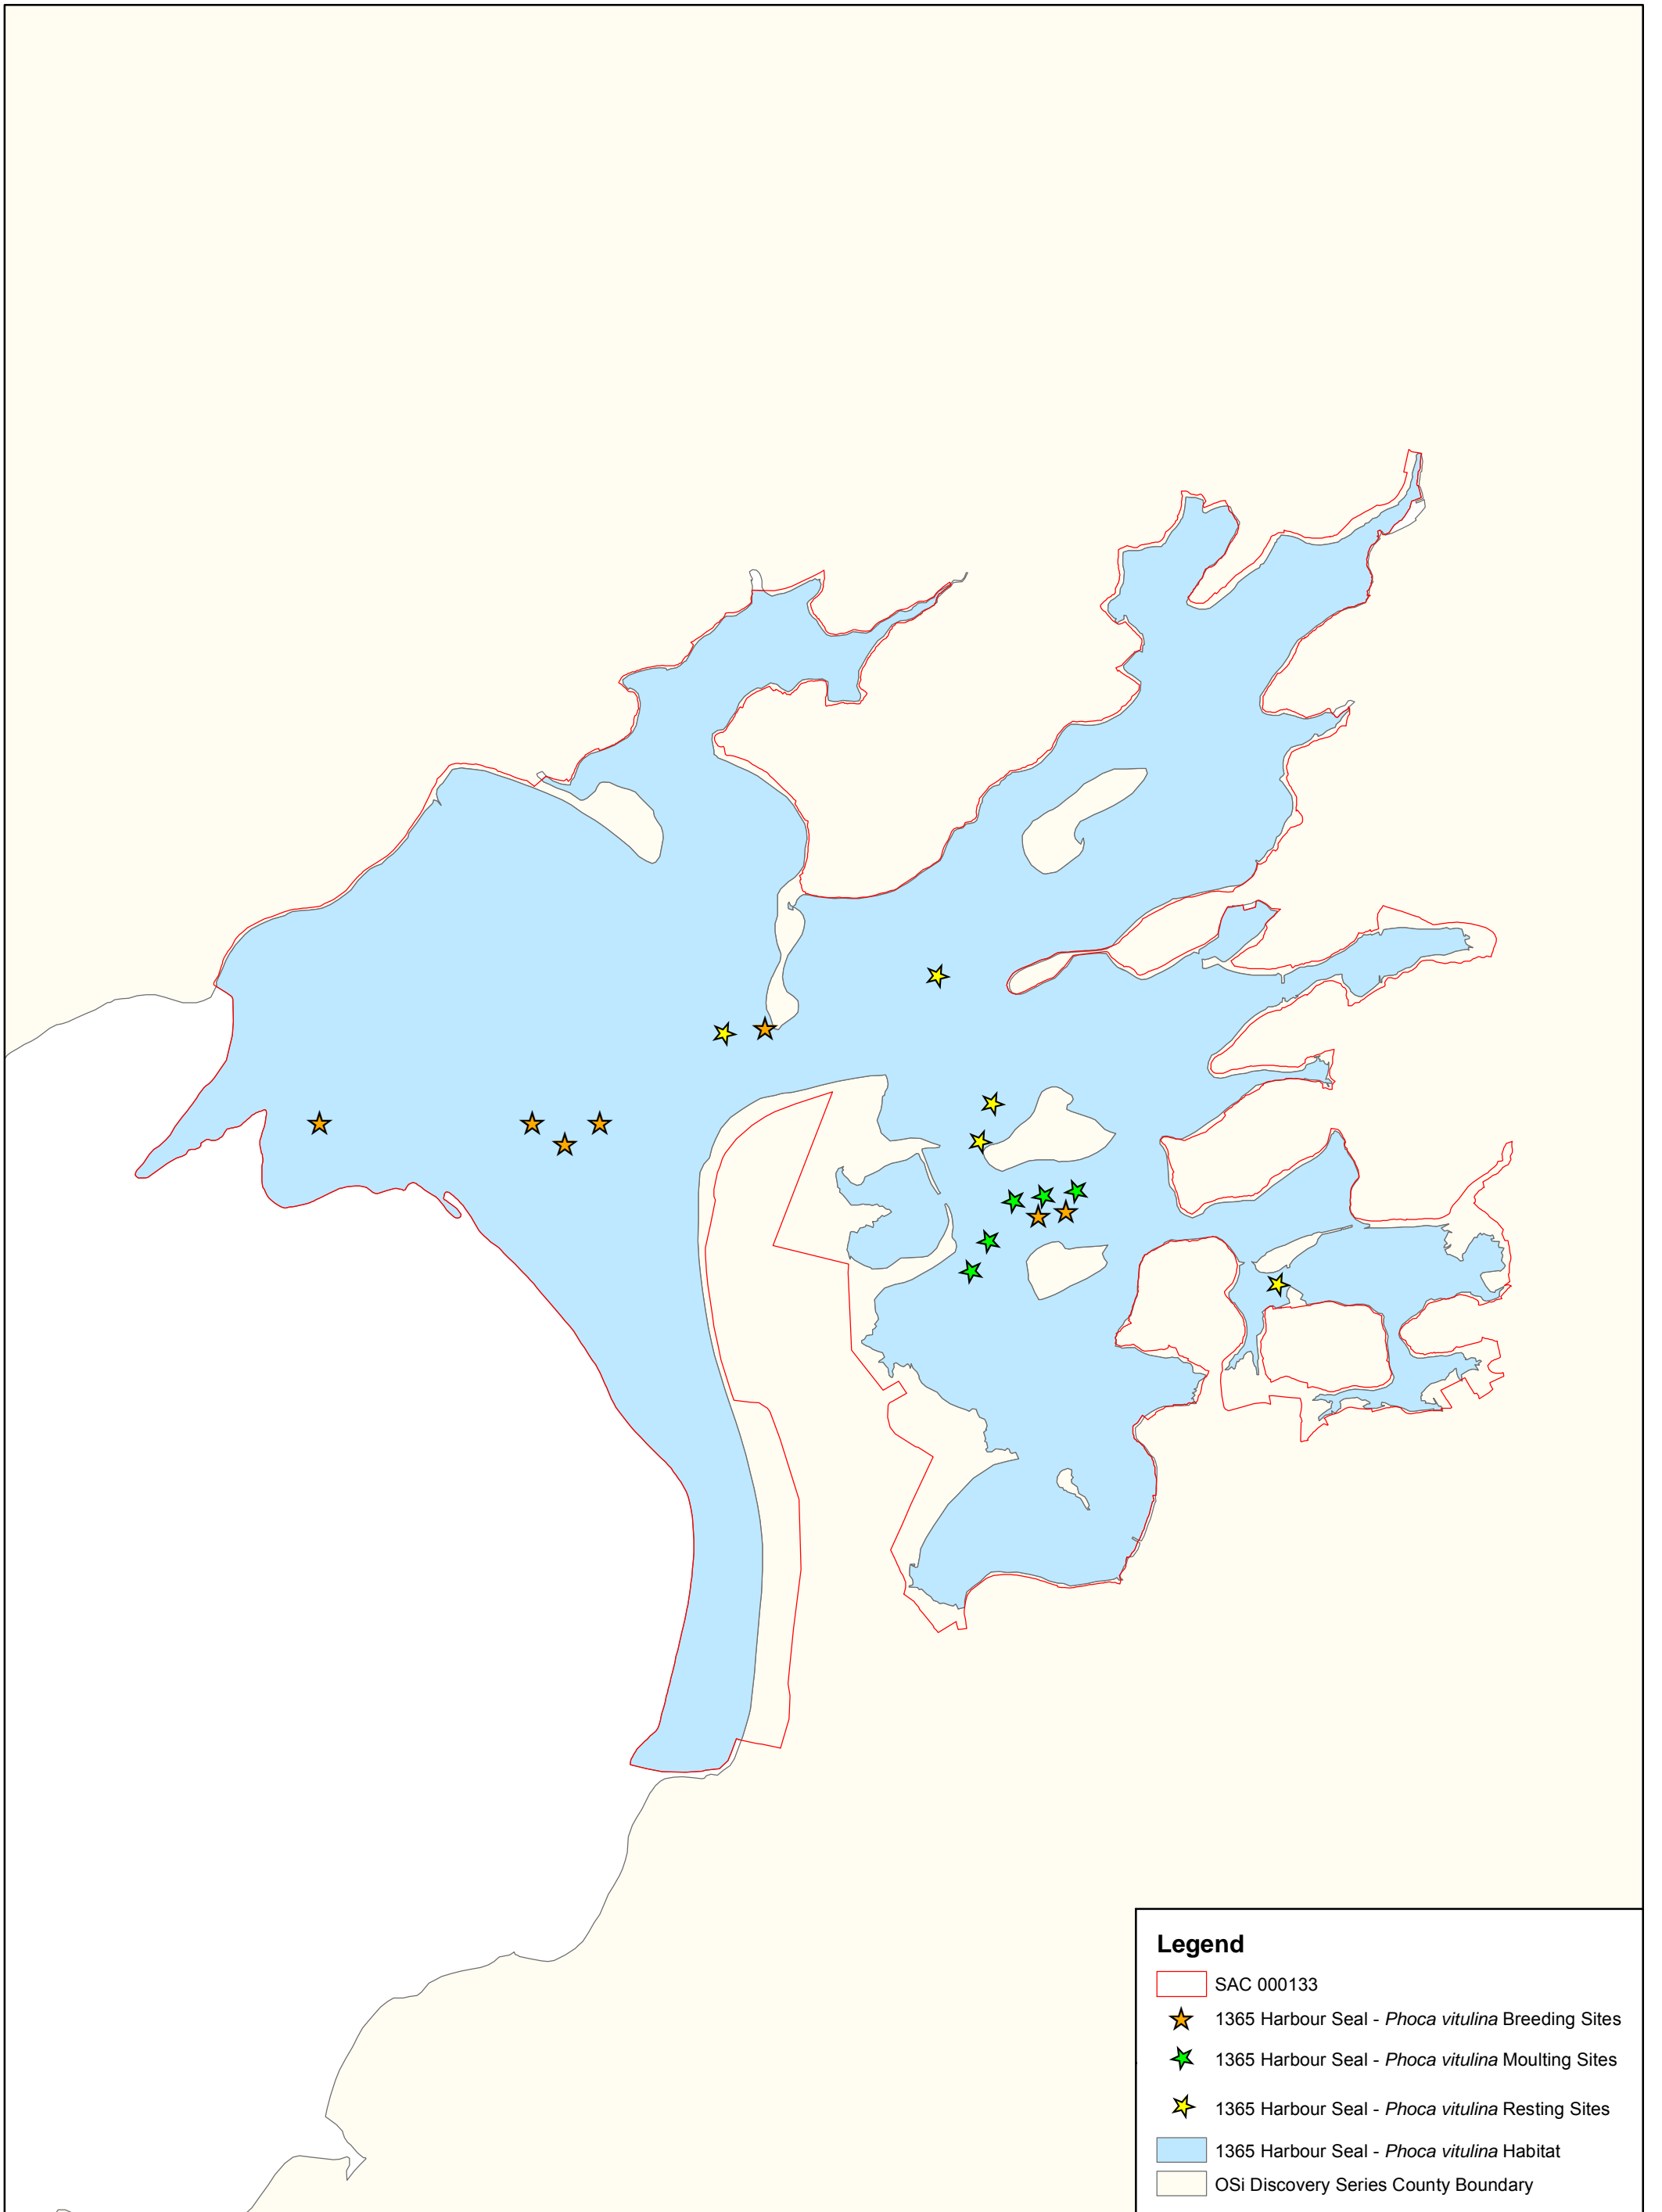 Legend
SAC 000133
1365 Harbour Seal - Phoca vitulina Breeding Sites
1365 Harbour Seal - Phoca vitulina Moulting Sites
1365 Harbour Seal - Phoca vitulina Resting Sites
1365 Harbour Seal - Phoca vitulina Habitat
OSi Discovery Series County Boundary